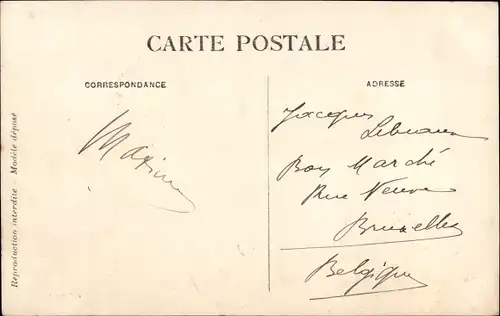 CARTE POSTALE
CORRESPONDANCE
ADRESSE
Jacques
Bon Marché
Rue Neuve
Bruxelles
Belgique
Reproduction interdite - Modèle déposé